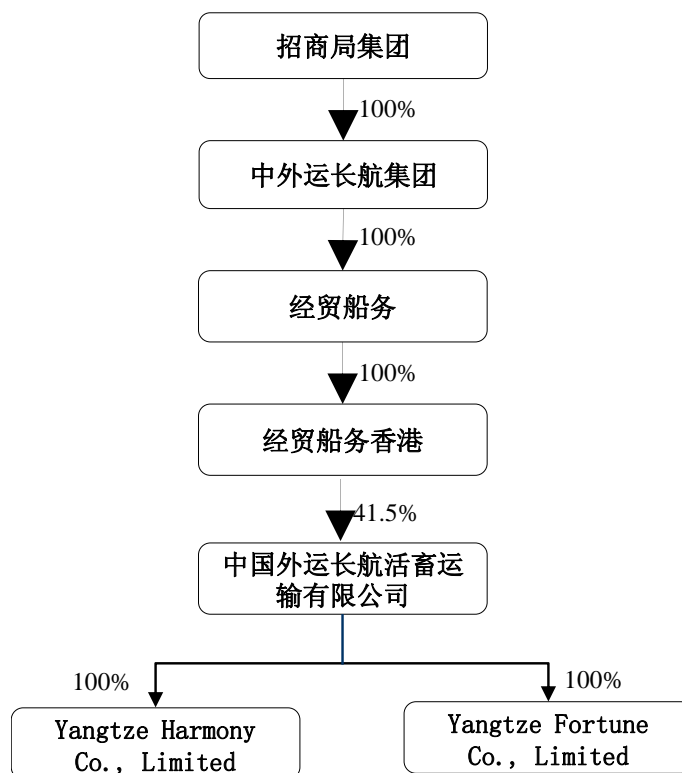 招商局集团
100%
中外运长航集团
100%
经贸船务
100%
经贸船务香港
41.5%
中国外运长航活畜运
输有限公司
100%
100%
Yangtze Harmony
Co., Limited
Yangtze Fortune
Co., Limited